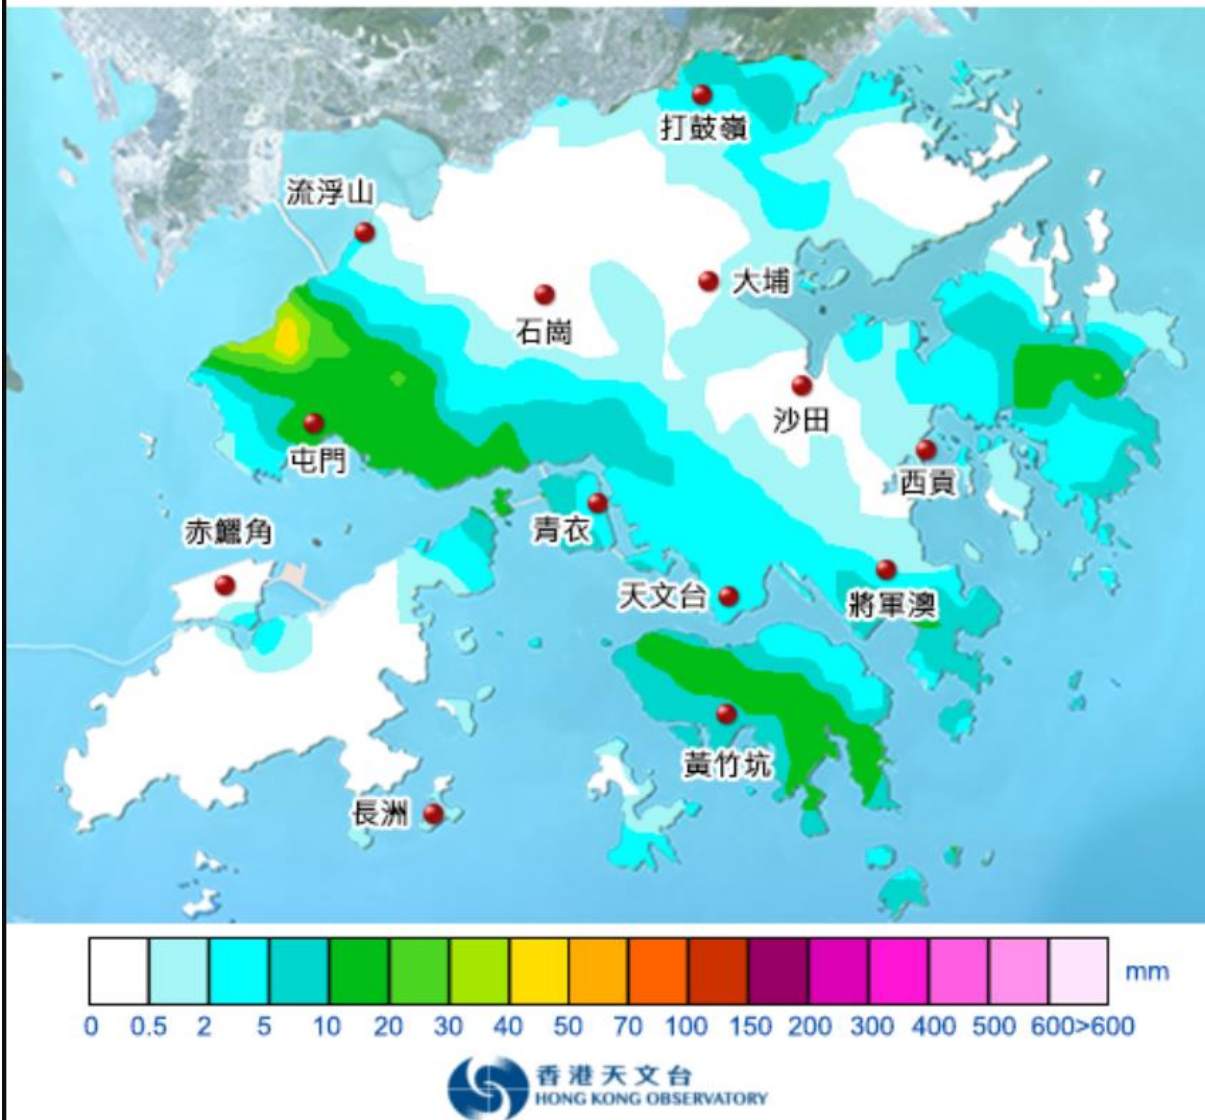 打鼓嶺
流浮山
大埔
石崗
沙田
屯門
西貢
青衣
赤鱲角
天文台
將軍澳
黃竹坑
長洲
mm
0 0.5 2 5 10 20 30 40 50 70 100 150 200 300 400 500 600>600
香港天文台
HONG KONG OBSERVATORY